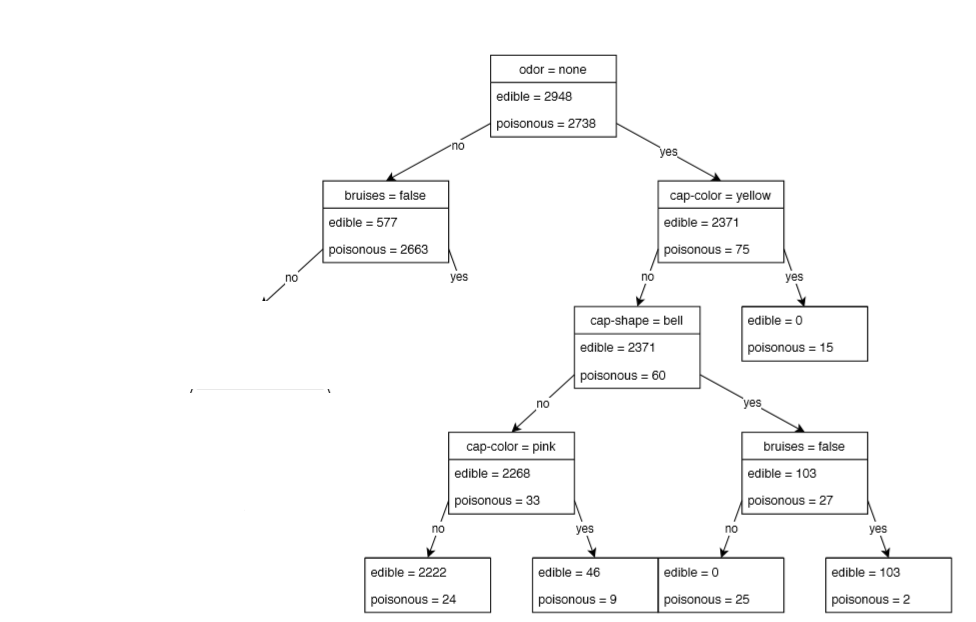 odor = none
edible = 2948
poisonous = 2738
no
yes
bruises = false
edible = 577
poisonous = 2663
cap-color = yellow
edible = 2371
poisonous = 75
no
yes
no
yes
cap-shape = bell
edible = 2371
poisonous = 60
edible = 0
poisonous = 15
no
yes
cap-color = pink
edible = 2268
poisonous = 33
bruises = false
edible = 103
poisonous = 27
no
yes
no
yes
edible = 2222
poisonous = 24
edible = 46
poisonous = 9
edible = 0
poisonous = 25
edible = 103
poisonous = 2